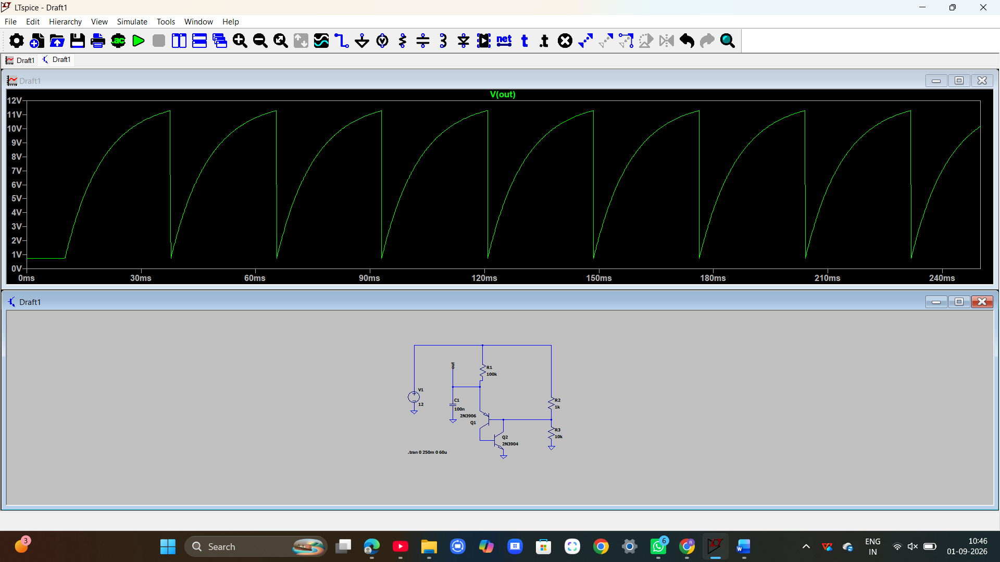 LTspice - Draft1
File Edit Hierarchy View Simulate Tools Window Help
.ac net t .t
Draft1 Draft1
Draft1
V(out)
12V
11V
10V
9V
8V
7V
6V
5V
4V
3V
2V
1V
0V
0ms 30ms 60ms 90ms 120ms 150ms 180ms 210ms 240ms
Draft1
out
R1
100k
V1
12
C1
100n
2N3906
Q1
R2
1k
R3
10k
Q2
2N3904
.tran 0 250m 0 60u
3
Search
6
R
W
ENG
IN
10:46
01-09-2026